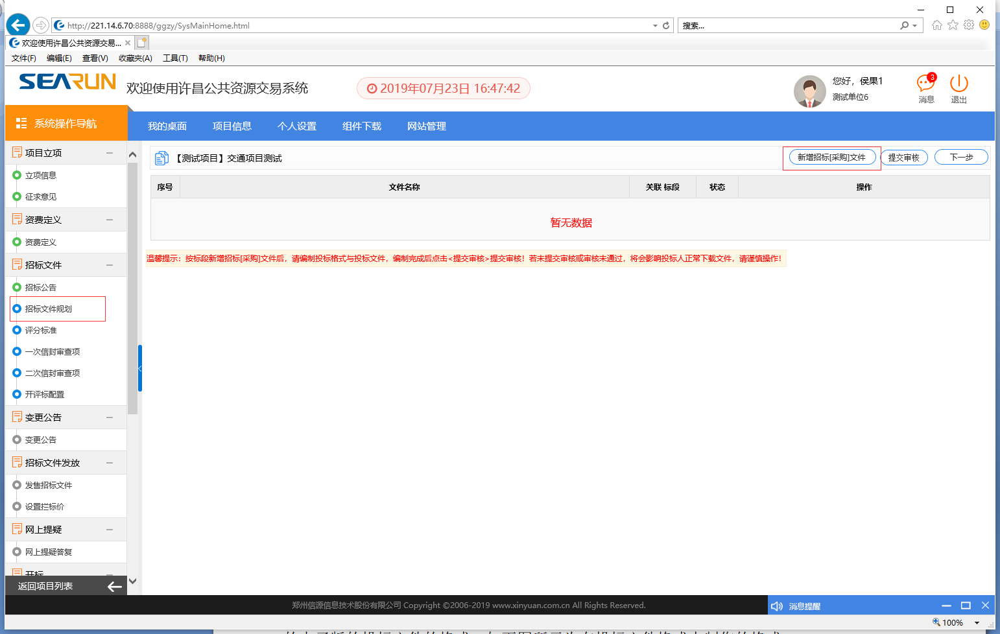 http://221.14.6.70:8888/ggzy/SysMainHome.html
搜索...
欢迎使用许昌公共资源交易...
文件(F) 编辑(E) 查看(V) 收藏夹(A) 工具(T) 帮助(H)
SEARUN
欢迎使用许昌公共资源交易系统
2019年07月23日 16:47:42
您好，侯果1
测试单位6
3
消息
退出
系统操作导航
我的桌面 项目信息 个人设置 组件下载 网站管理
项目立项
立项信息
征求意见
资费定义
资费定义
招标文件
招标公告
招标文件规划
评分标准
一次信封审查项
二次信封审查项
开评标配置
变更公告
变更公告
招标文件发放
发售招标文件
设置拦标价
网上提疑
网上提疑答复
开标
返回项目列表
【测试项目】交通项目测试
新增招标[采购]文件 提交审核 下一步
序号 文件名称 关联 标段 状态 操作
暂无数据
温馨提示：按标段新增招标[采购]文件后，请编制投标格式与投标文件，编制完成后点击<提交审核>提交审核！若未提交审核或审核未通过，将会影响投标人正常下载文件，请谨慎操作！
郑州信源信息技术股份有限公司 Copyright ©2006-2019 www.xinyuan.com.cn All Rights Reserved.
消息提醒
100%